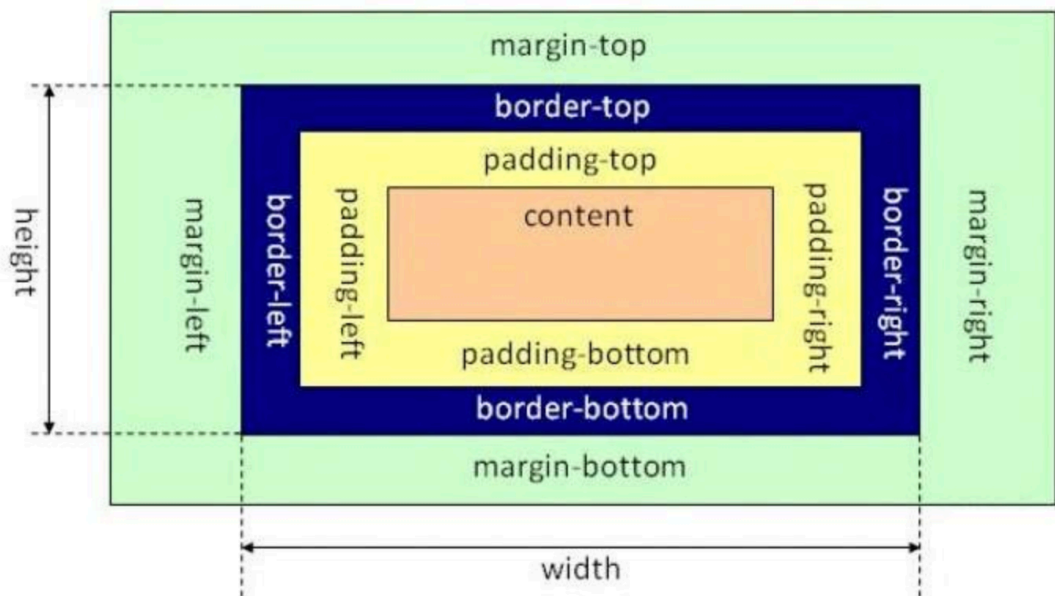 margin-top
border-top
padding-top
content
height
margin-left
border-left
padding-left
padding-right
border-right
margin-right
padding-bottom
border-bottom
margin-bottom
width